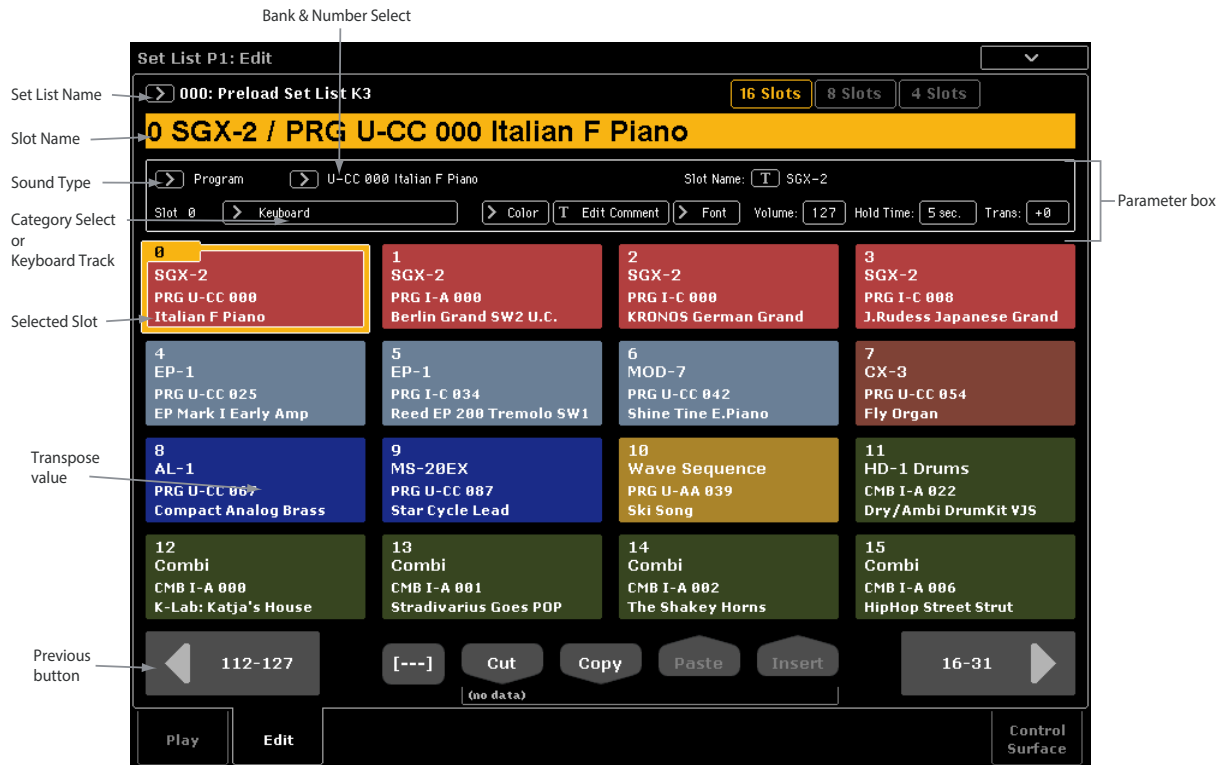 Bank & Number Select
Set List P1: Edit
Set List Name
000: Preload Set List K3
16 Slots
8 Slots
4 Slots
Slot Name
0 SGX-2 / PRG U-CC 000 Italian F Piano
Sound Type
Program
U-CC 000 Italian F Piano
Slot Name: T SGX-2
Parameter box
Category Select
or
Keyboard Track
Slot 0
Keyboard
Color
T Edit Comment
Font
Volume: 127
Hold Time: 5 sec.
Trans: +0
Selected Slot
0
SGX-2
PRG U-CC 000
Italian F Piano
1
SGX-2
PRG I-A 000
Berlin Grand SW2 U.C.
2
SGX-2
PRG I-C 000
KRONOS German Grand
3
SGX-2
PRG I-C 008
J.Rudess Japanese Grand
4
EP-1
PRG U-CC 025
EP Mark I Early Amp
5
EP-1
PRG I-C 034
Reed EP 200 Tremolo SW1
6
MOD-7
PRG U-CC 042
Shine Tine E.Piano
7
CX-3
PRG U-CC 054
Fly Organ
Transpose
value
8
AL-1
PRG U-CC 067
Compact Analog Brass
9
MS-20EX
PRG U-CC 087
Star Cycle Lead
10
Wave Sequence
PRG U-AA 039
Ski Song
11
HD-1 Drums
CMB I-A 022
Dry/Ambi DrumKit VJS
12
Combi
CMB I-A 000
K-Lab: Katja's House
13
Combi
CMB I-A 001
Stradivarius Goes POP
14
Combi
CMB I-A 002
The Shakey Horns
15
Combi
CMB I-A 006
HipHop Street Strut
Previous
button
112-127
[---]
Cut
Copy
Paste
Insert
(no data)
16-31
Play
Edit
Control
Surface